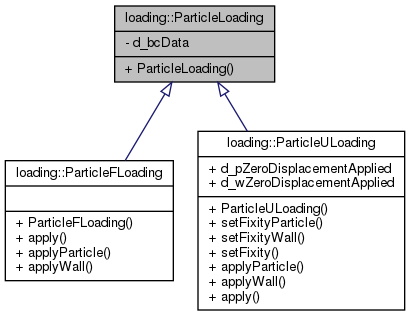 loading::ParticleLoading
- d_bcData
+ ParticleLoading()
loading::ParticleFLoading
+ ParticleFLoading()
+ apply()
+ applyParticle()
+ applyWall()
loading::ParticleULoading
+ d_pZeroDisplacementApplied
+ d_wZeroDisplacementApplied
+ ParticleULoading()
+ setFixityParticle()
+ setFixityWall()
+ setFixity()
+ applyParticle()
+ applyWall()
+ apply()